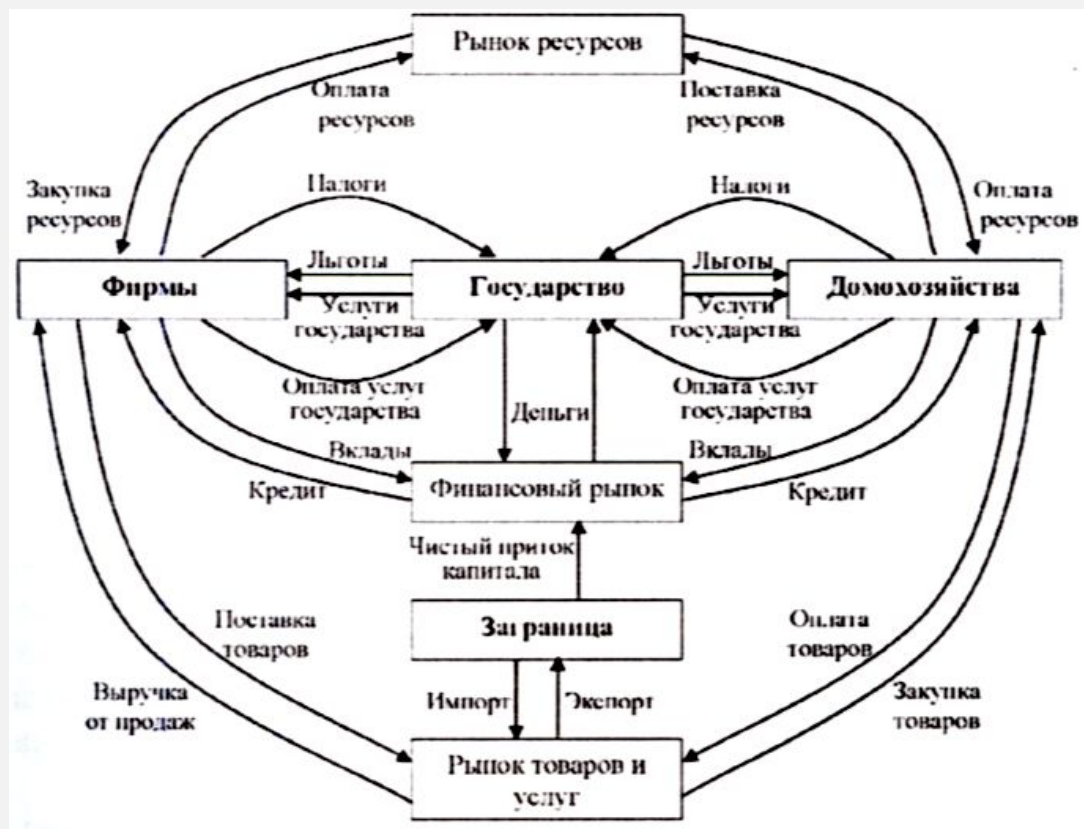 Рынок ресурсов
Оплата
ресурсов
Поставка
ресурсов
Закупка
ресурсов
Налоги
Налоги
Оплата
ресурсов
Фирмы
Льготы
Услуги
государства
Государство
Льготы
Услуги
государства
Домохозяйства
Оплата услуг
государства
Деньги
Оплата услуг
государства
Вклады
Кредит
Финансовый рынок
Вклады
Кредит
Чистый приток
капитала
Заграница
Поставка
товаров
Оплата
товаров
Выручка
от продаж
Импорт
Экспорт
Закупка
товаров
Рынок товаров и
услуг